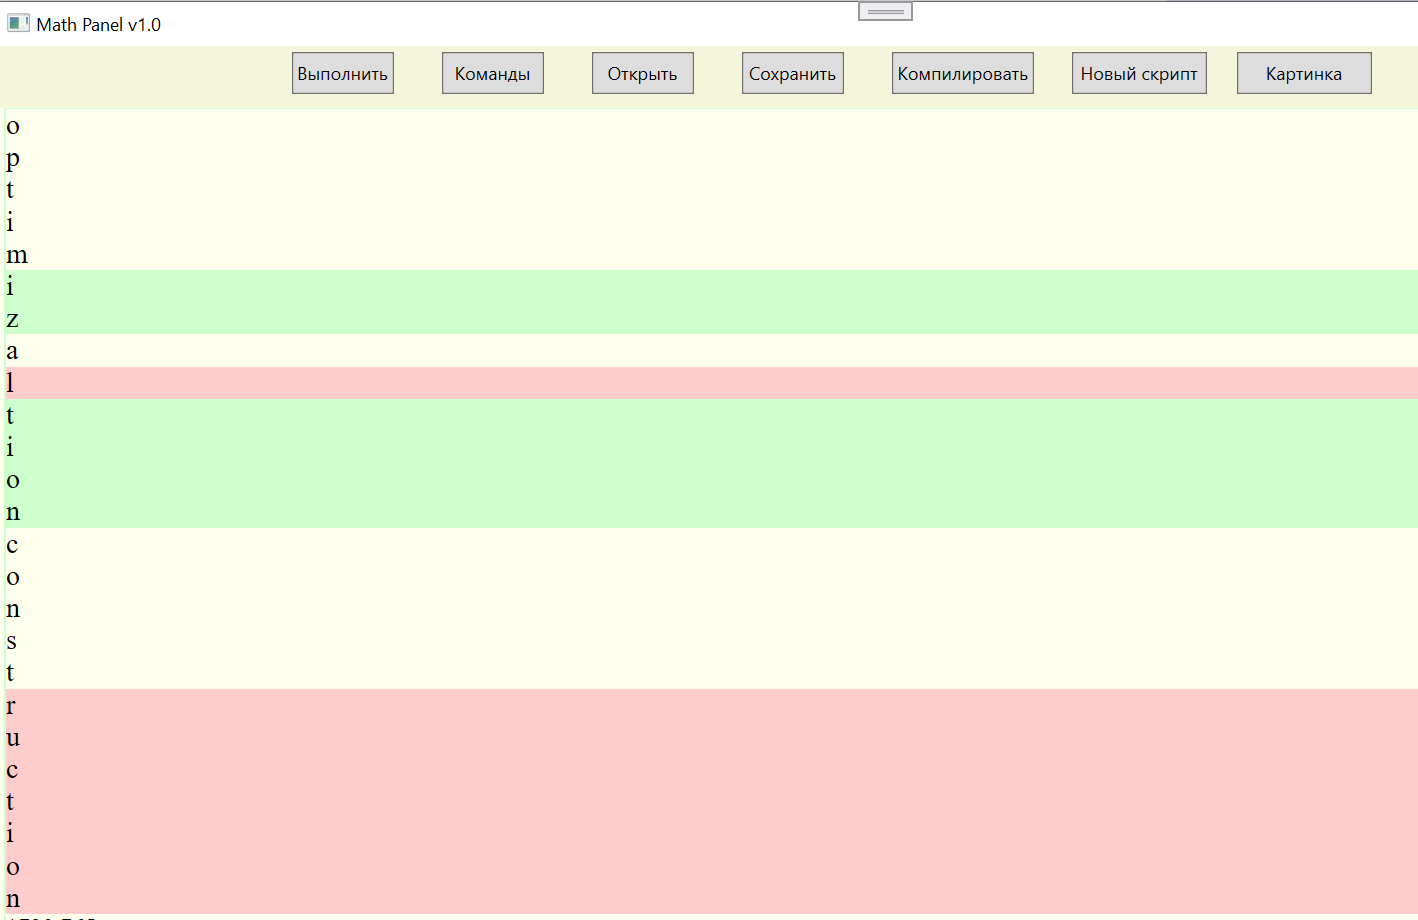 Math Panel v1.0
Выполнить Команды Открыть Сохранить Компилировать Новый скрипт Картинка
o
p
t
i
m
i
z
a
l
t
i
o
n
c
o
n
s
t
r
u
c
t
i
o
n